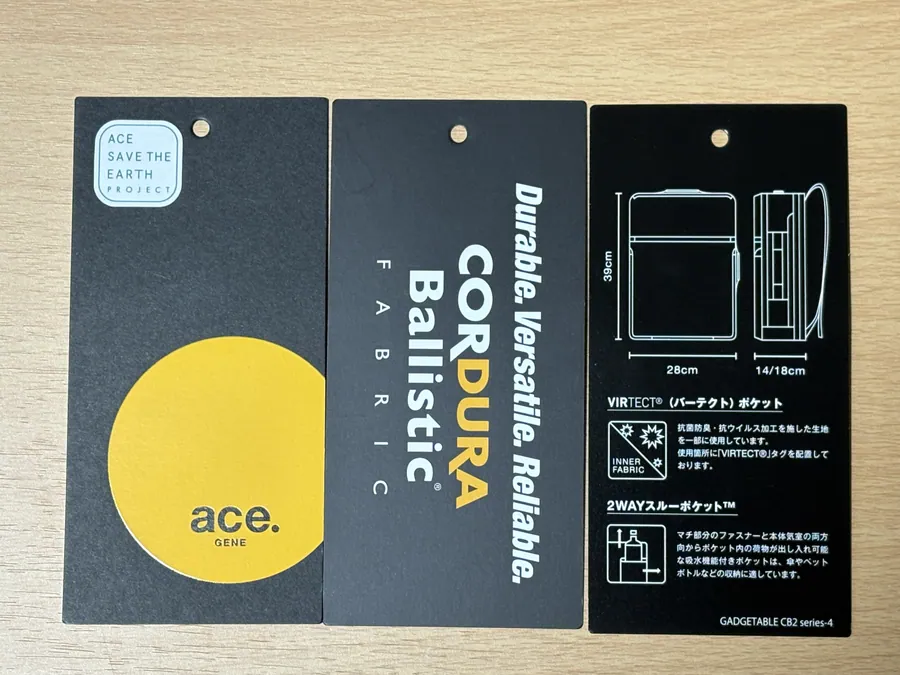 ACE
SAVE THE
EARTH
PROJECT
ace.
GENE
Durable. Versatile. Reliable.
CORDURA
Ballistic®
FABRIC
39cm
28cm
14/18cm
VIRTECT®（バーテクト）ポケット
INNER
FABRIC
抗菌防臭・抗ウイルス加工を施した生地
を一部に使用しています。
使用箇所に「VIRTECT®」タグを配置して
おります。
2WAYスルーポケット™
マチ部分のファスナーと本体気室の両方
向からポケット内の荷物が出し入れ可能
な吸水機能付きポケットは、傘やペット
ボトルなどの収納に適しています。
GADGETABLE CB2 series-4